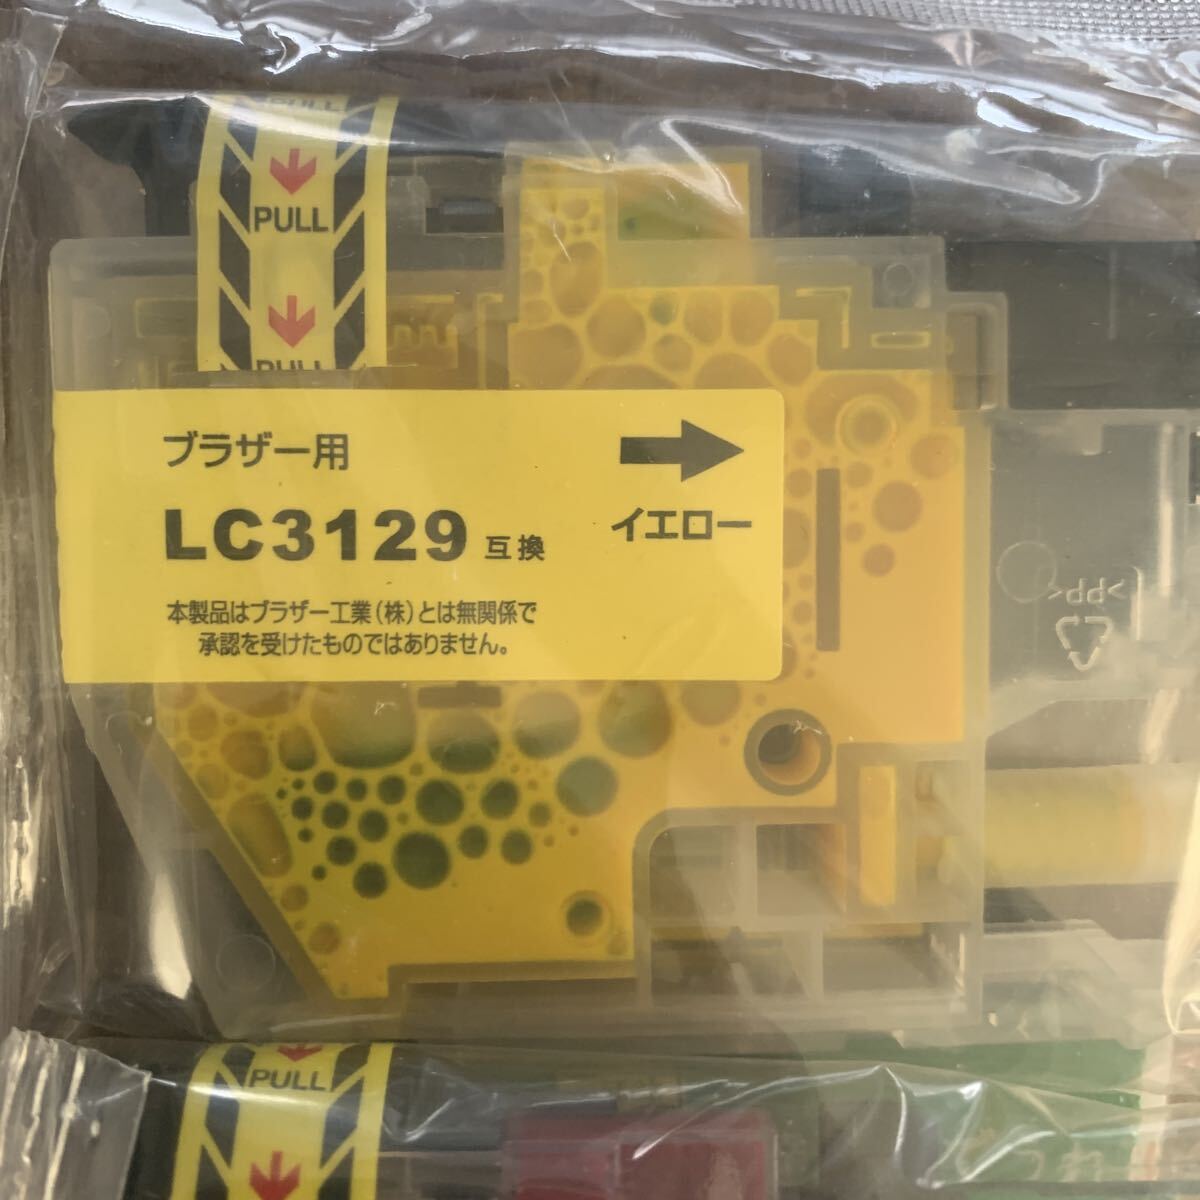 PULL
PULL
PULL
ブラザー用
LC3129 互換
イエロー
本製品はブラザー工業(株)とは無関係で
承認を受けたものではありません。
>PP<
PULL